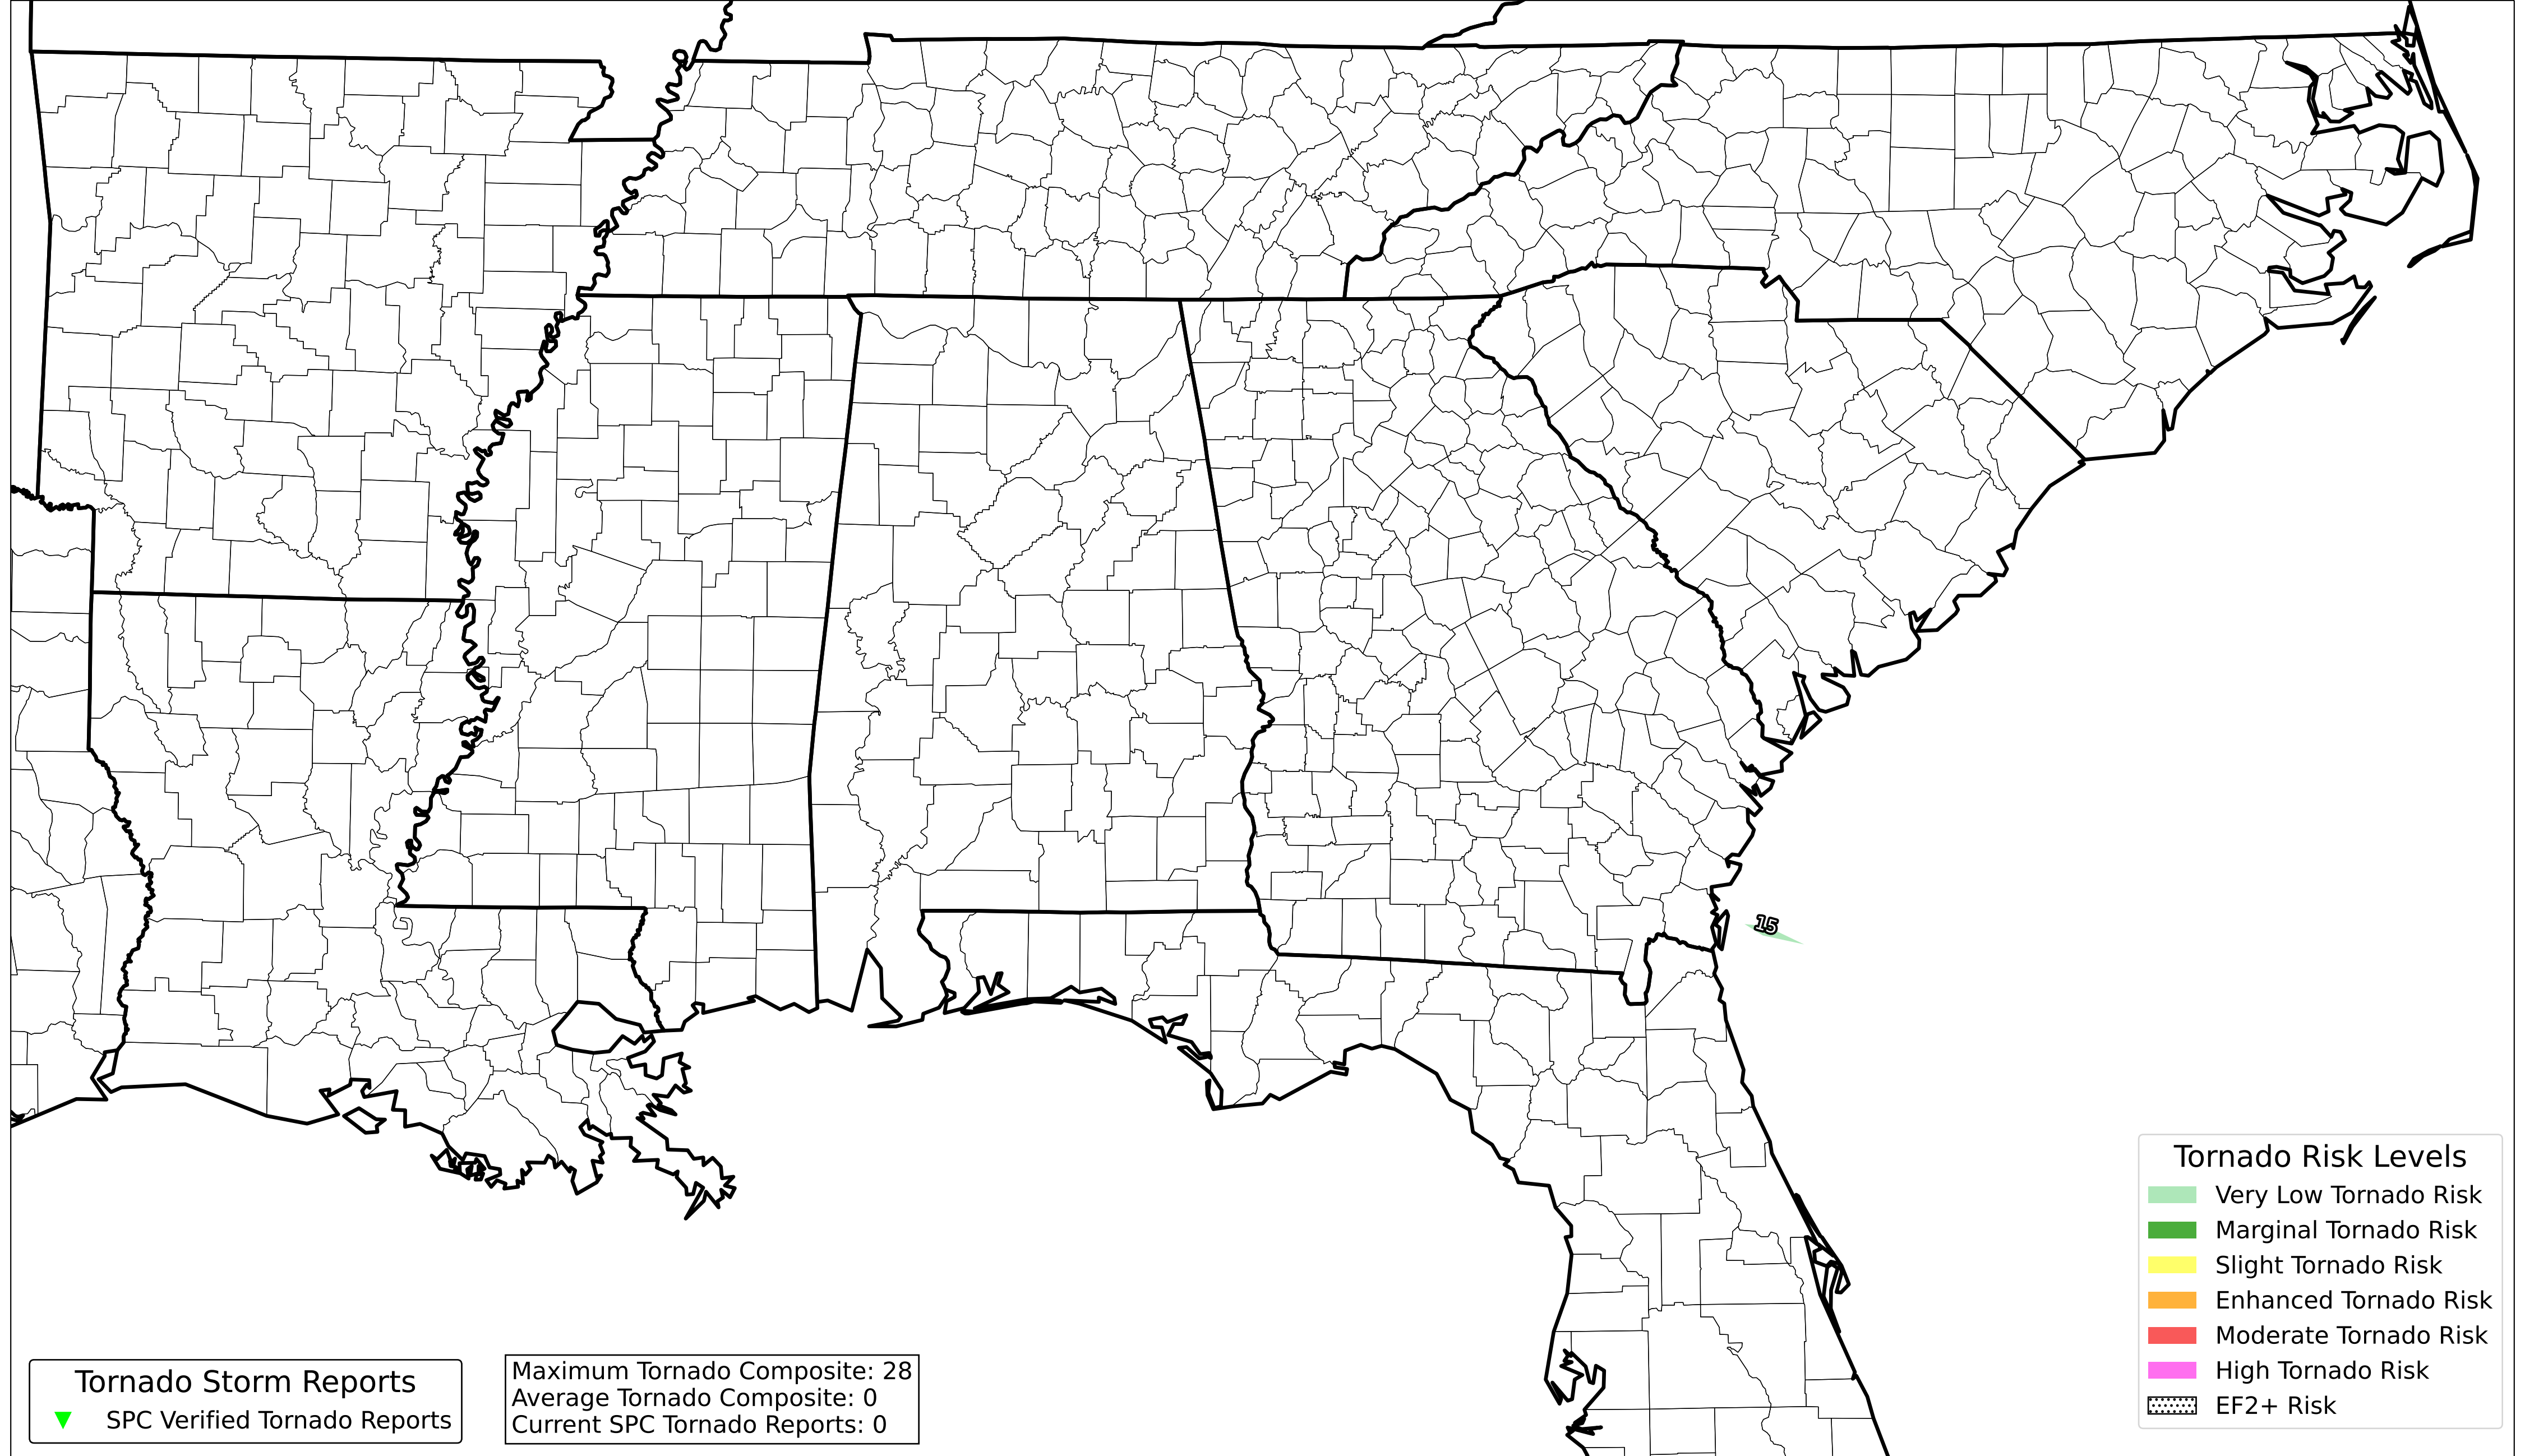 15
Tornado Risk Levels
Very Low Tornado Risk
Marginal Tornado Risk
Slight Tornado Risk
Enhanced Tornado Risk
Moderate Tornado Risk
High Tornado Risk
EF2+ Risk
Tornado Storm Reports
SPC Verified Tornado Reports
Maximum Tornado Composite: 28
Average Tornado Composite: 0
Current SPC Tornado Reports: 0